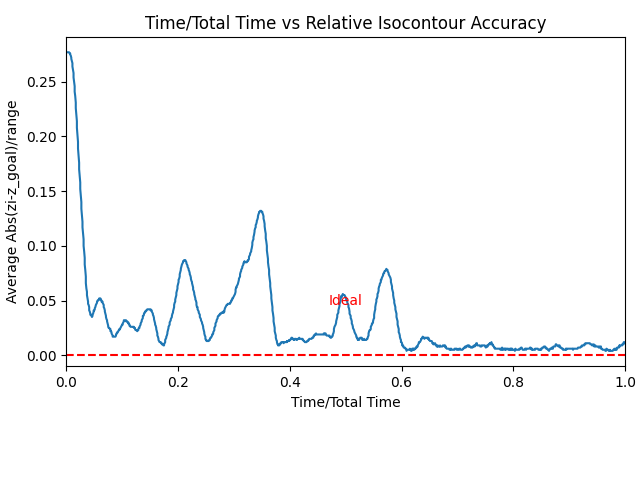 Time/Total Time vs Relative Isocontour Accuracy
Average Abs(zi-z_goal)/range
0.25
0.20
0.15
0.10
0.05
0.00
Ideal
0.0 0.2 0.4 0.6 0.8 1.0
Time/Total Time